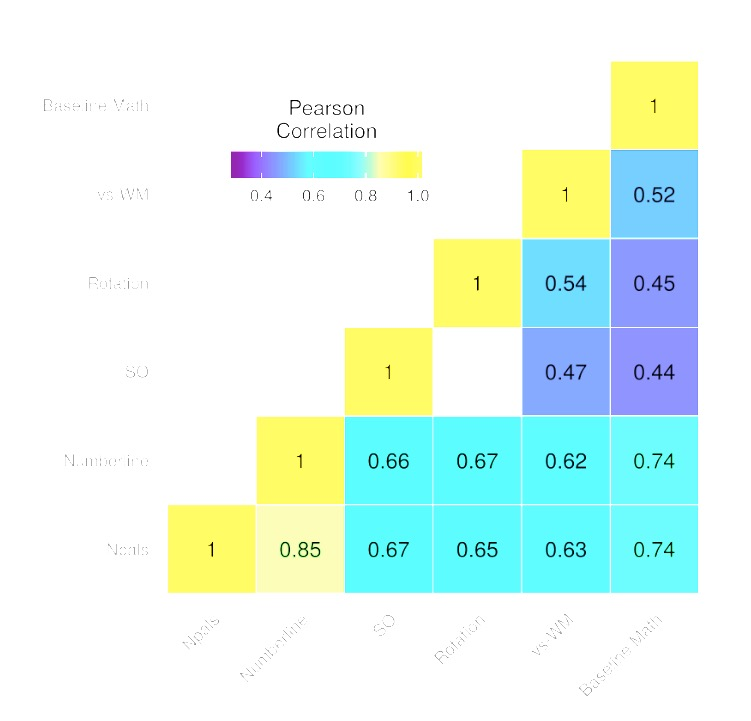 Baseline Math
1
Pearson
Correlation
0.4 0.6 0.8 1.0
vs-WM
1 0.52
Rotation
1 0.54 0.45
SO
1 0.47 0.44
Numberline
1 0.66 0.67 0.62 0.74
Npals
1 0.85 0.67 0.65 0.63 0.74
Npals Numberline SO Rotation vs-WM Baseline Math